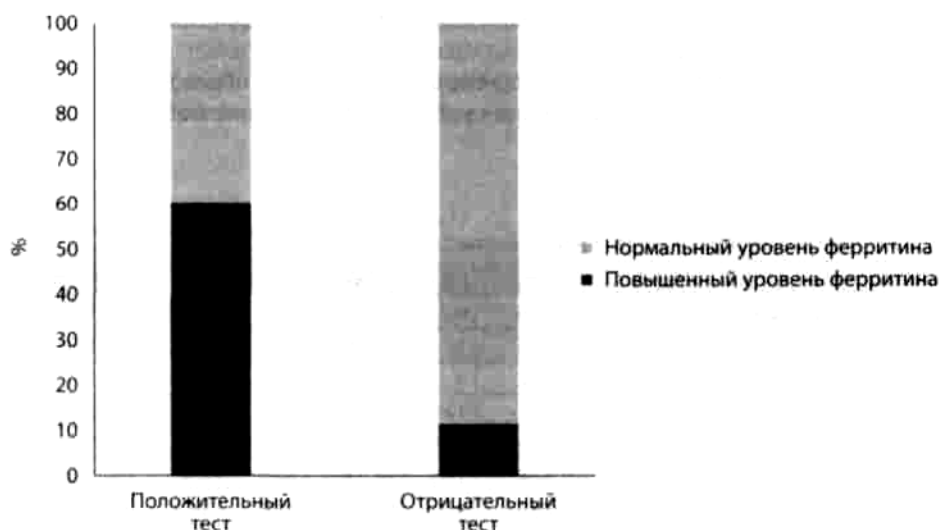 100
90
80
70
60
50
40
30
20
10
0
%
Нормальный уровень ферритина
Повышенный уровень ферритина
Положительный
тест
Отрицательный
тест